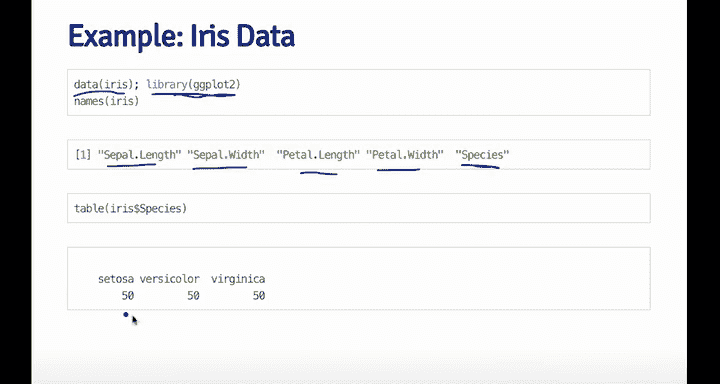 Example: Iris Data
data(iris); library(ggplot2)
names(iris)
[1] "Sepal.Length" "Sepal.Width" "Petal.Length" "Petal.Width" "Species"
table(iris$Species)
setosa versicolor virginica
50 50 50